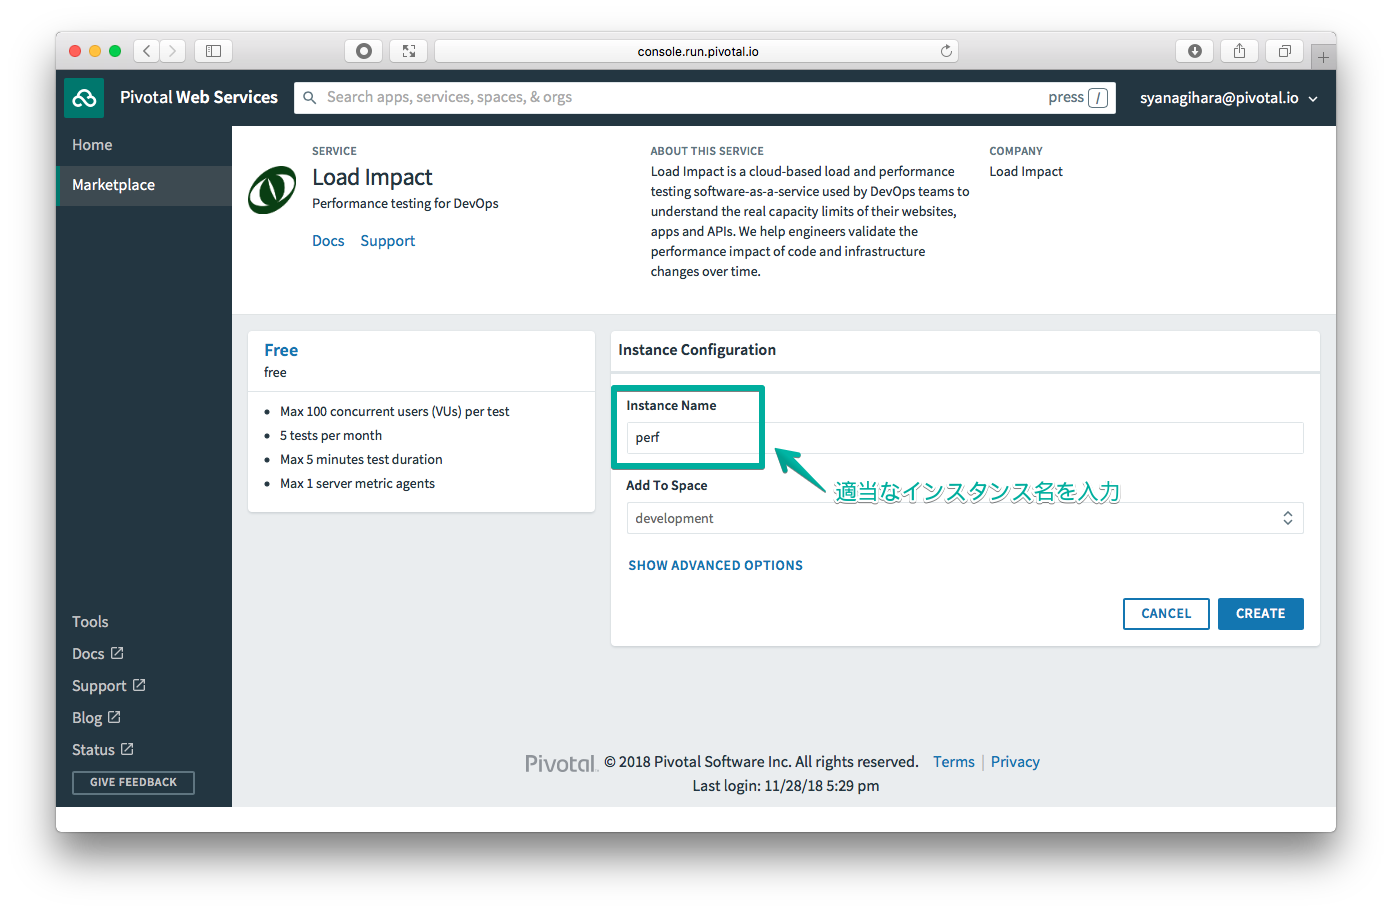 console.run.pivotal.io
Pivotal Web Services
Search apps, services, spaces, & orgs
press /
syanagihara@pivotal.io
Home
Marketplace
SERVICE
Load Impact
Performance testing for DevOps
Docs Support
ABOUT THIS SERVICE
Load Impact is a cloud-based load and performance
testing software-as-a-service used by DevOps teams to
understand the real capacity limits of their websites,
apps and APIs. We help engineers validate the
performance impact of code and infrastructure
changes over time.
COMPANY
Load Impact
Free
free
Max 100 concurrent users (VUs) per test
5 tests per month
Max 5 minutes test duration
Max 1 server metric agents
Instance Configuration
Instance Name
perf
適当なインスタンス名を入力
Add To Space
development
SHOW ADVANCED OPTIONS
CANCEL
CREATE
Tools
Docs
Support
Blog
Status
GIVE FEEDBACK
Pivotal. © 2018 Pivotal Software Inc. All rights reserved. Terms | Privacy
Last login: 11/28/18 5:29 pm